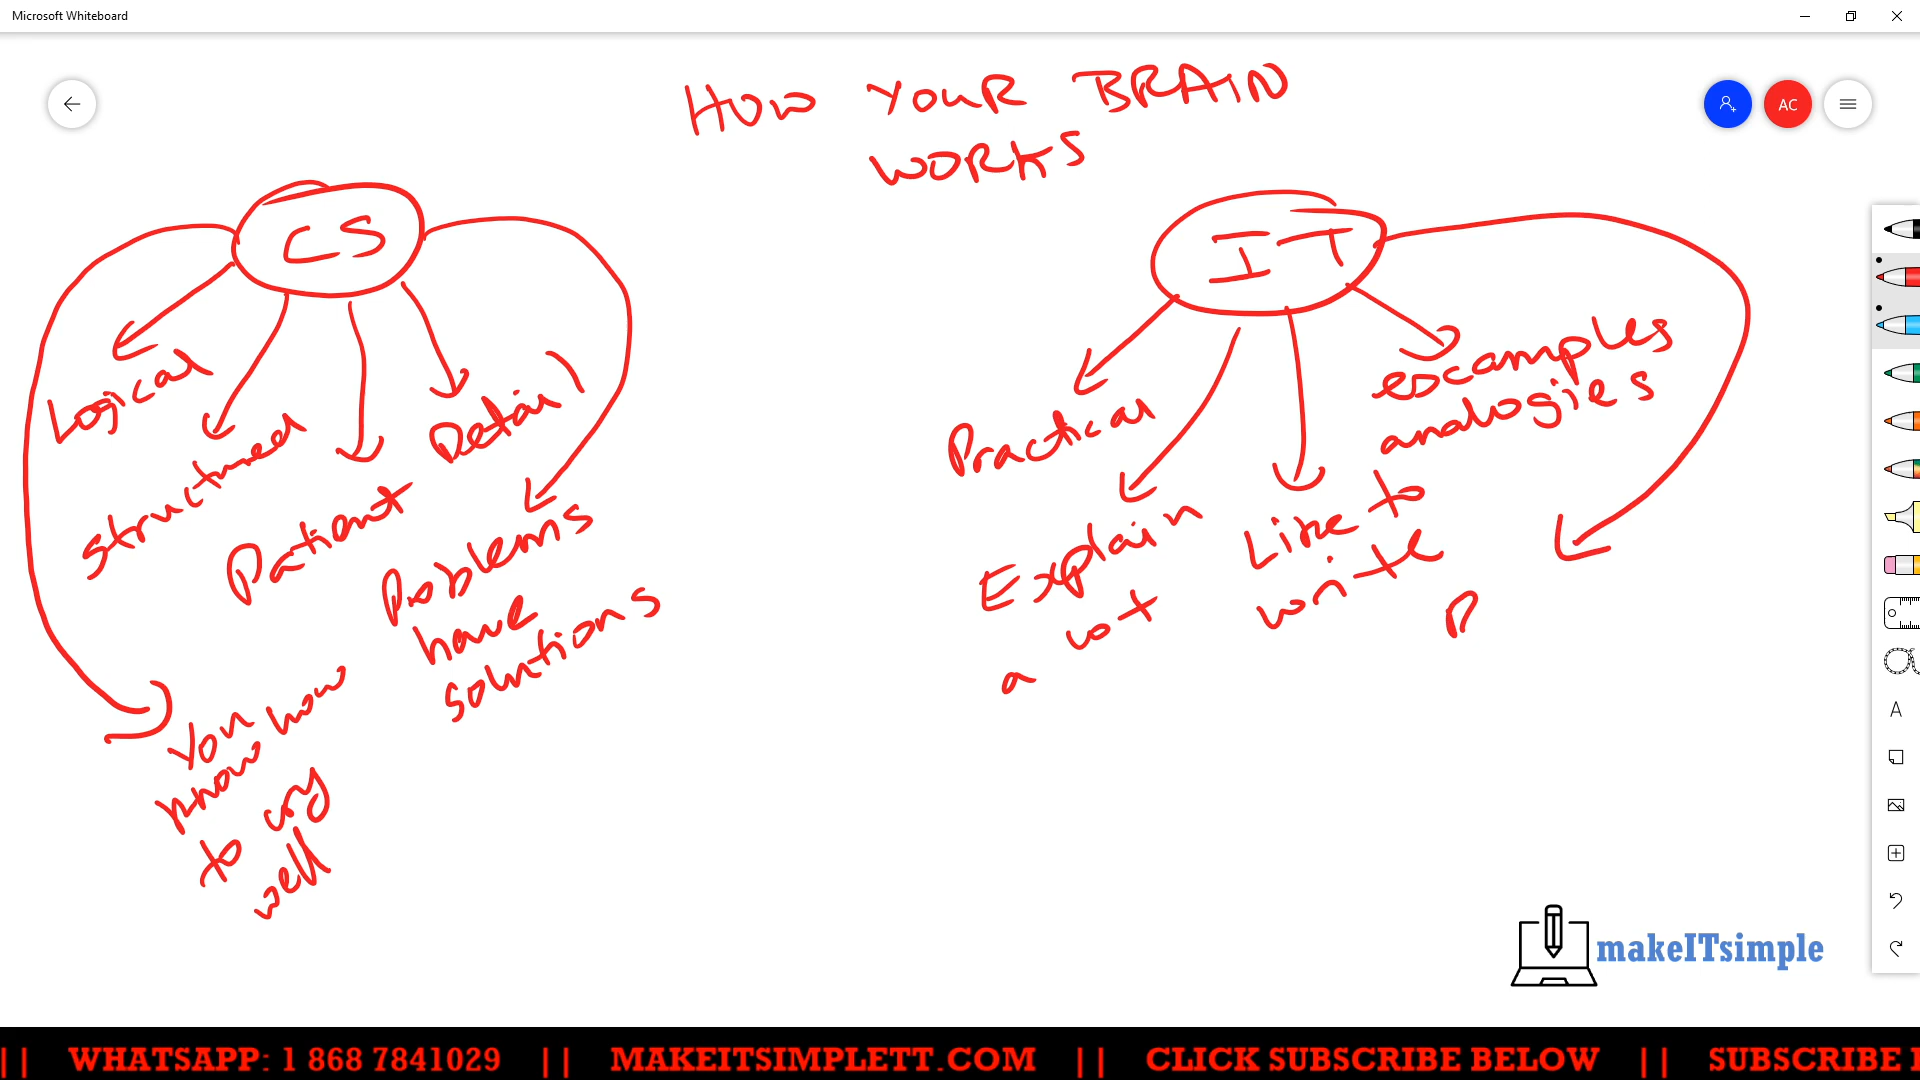 Microsoft Whiteboard
HOW YOUR BRAIN
WORKS
AC
CS
IT
Logical
structured
Patient
Detail
Problems
have
solutions
You
know how
to cry
well
Practical
Explain
a lot
Like to
write
examples
analogies
P
A
makeITsimple
|| WHATSAPP: 1 868 7841029 || MAKEITSIMPLETT.COM || CLICK SUBSCRIBE BELOW || SUBSCRIBE